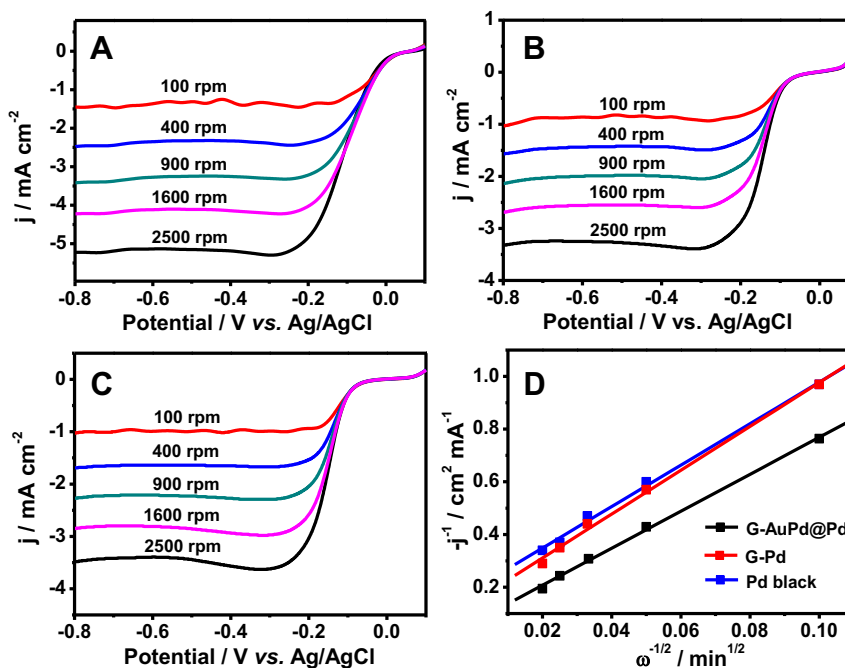 A
0
-1
-2
-3
-4
-5
j / mA cm⁻²
100 rpm
400 rpm
900 rpm
1600 rpm
2500 rpm
-0.8 -0.6 -0.4 -0.2 0.0
Potential / V vs. Ag/AgCl
B
1
0
-1
-2
-3
-4
j / mA cm⁻²
100 rpm
400 rpm
900 rpm
1600 rpm
2500 rpm
-0.8 -0.6 -0.4 -0.2 0.0
Potential / V vs. Ag/AgCl
C
0
-1
-2
-3
-4
j / mA cm⁻²
100 rpm
400 rpm
900 rpm
1600 rpm
2500 rpm
-0.8 -0.6 -0.4 -0.2 0.0
Potential / V vs. Ag/AgCl
D
1.0
0.8
0.6
0.4
0.2
-j⁻¹ / cm² mA⁻¹
G-AuPd@Pd
G-Pd
Pd black
0.02 0.04 0.06 0.08 0.10
ω⁻¹/² / min¹/²